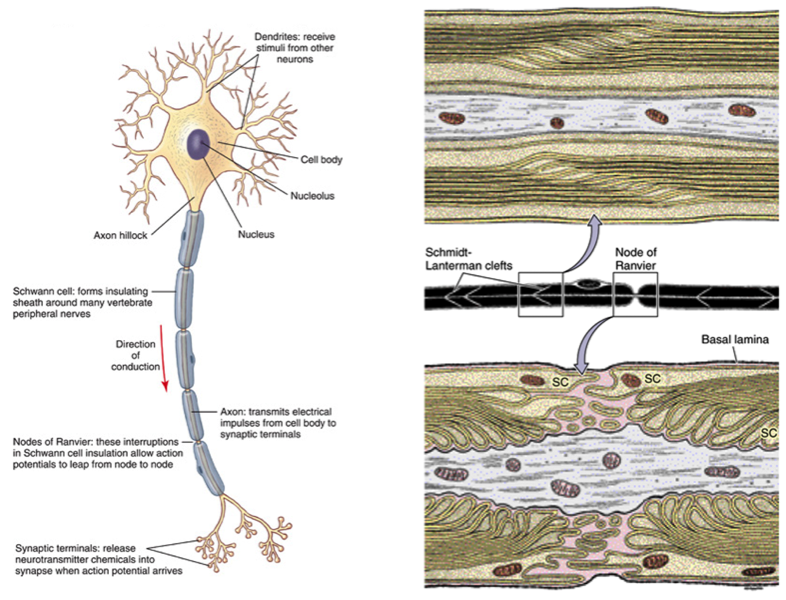 Dendrites: receive
stimuli from other
neurons
Cell body
Nucleolus
Nucleus
Axon hillock
Schwann cell: forms insulating
sheath around many vertebrate
peripheral nerves
Direction
of
conduction
Axon: transmits electrical
impulses from cell body to
synaptic terminals
Nodes of Ranvier: these interruptions
in Schwann cell insulation allow action
potentials to leap from node to node
Synaptic terminals: release
neurotransmitter chemicals into
synapse when action potential arrives
Schmidt-
Lanterman clefts
Node of
Ranvier
Basal lamina
SC
SC
SC